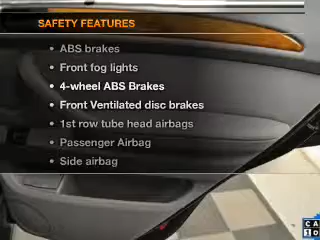 SAFETY FEATURES
• ABS brakes
• Front fog lights
• 4-wheel ABS Brakes
• Front Ventilated disc brakes
• 1st row tube head airbags
• Passenger Airbag
• Side airbag
CA